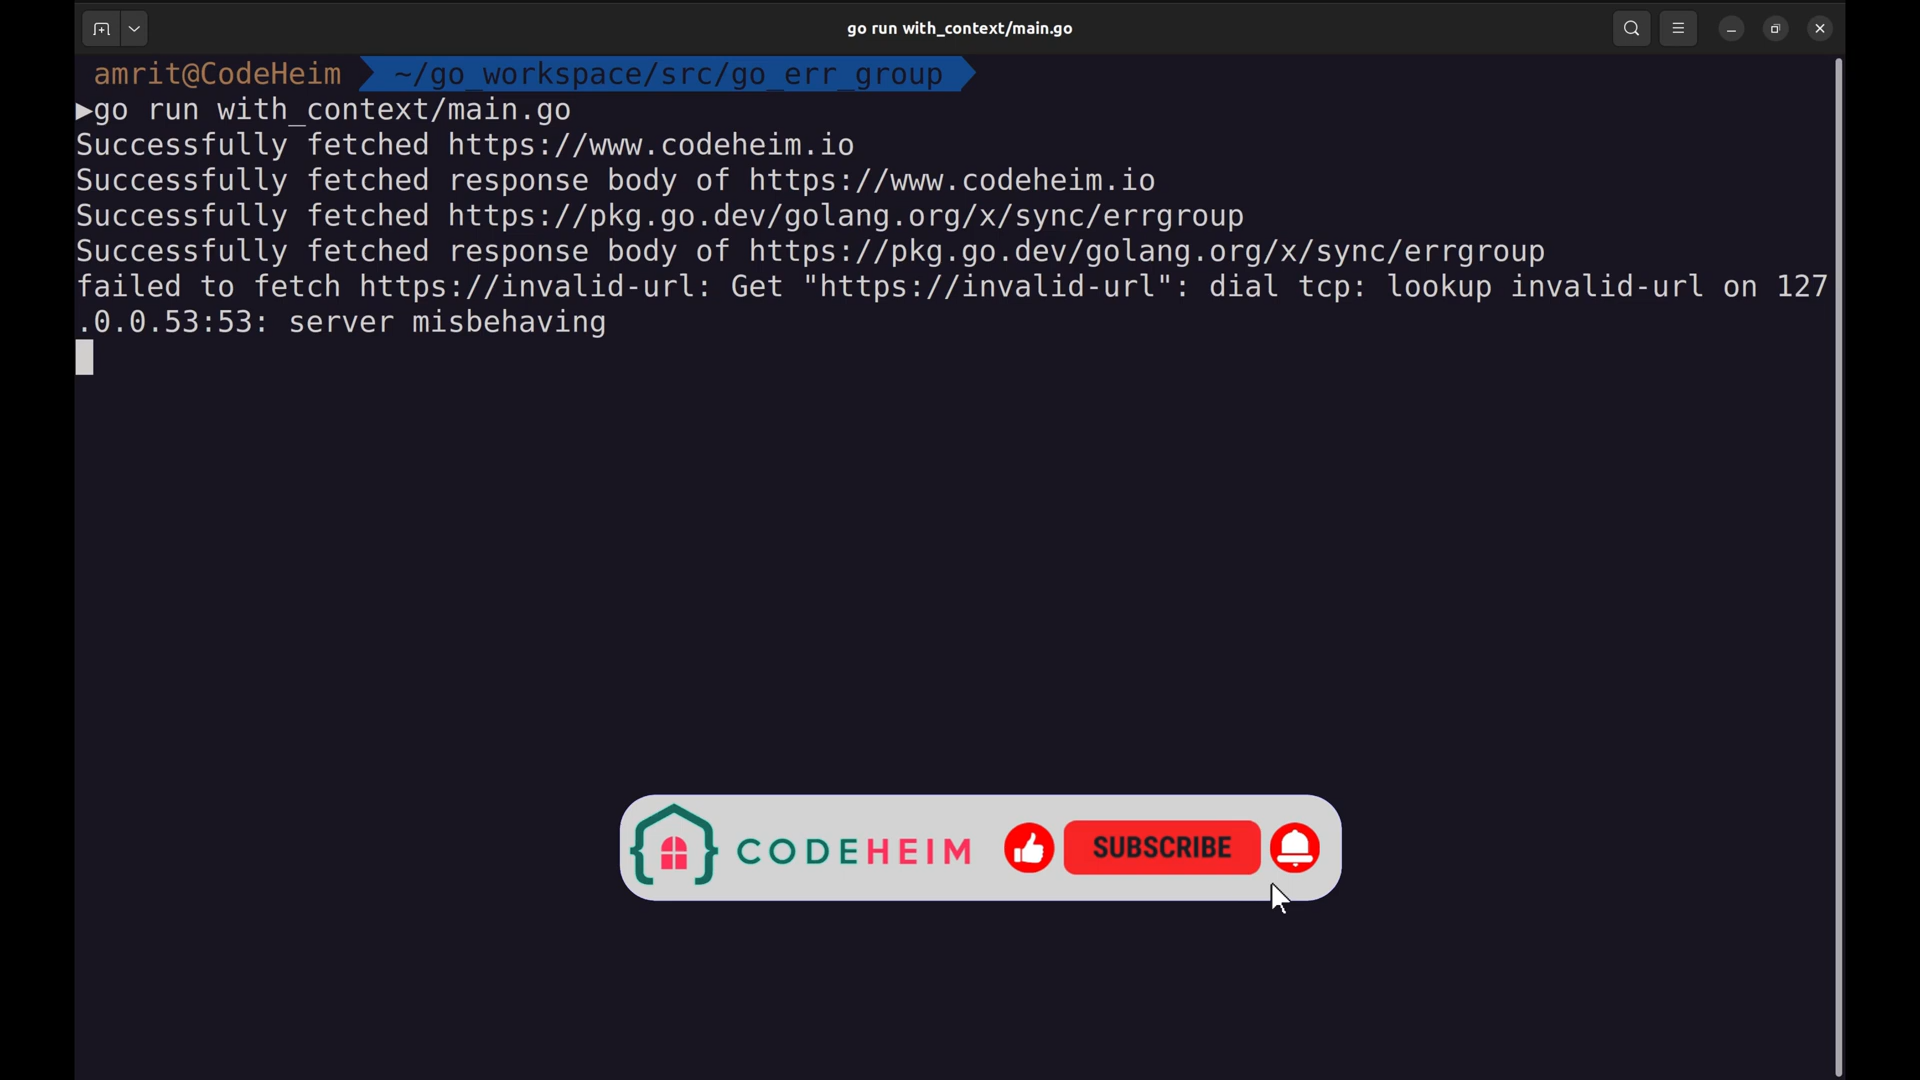 go run with_context/main.go
amrit@CodeHeim ~/go_workspace/src/go_err_group
▶go run with_context/main.go
Successfully fetched https://www.codeheim.io
Successfully fetched response body of https://www.codeheim.io
Successfully fetched https://pkg.go.dev/golang.org/x/sync/errgroup
Successfully fetched response body of https://pkg.go.dev/golang.org/x/sync/errgroup
failed to fetch https://invalid-url: Get "https://invalid-url": dial tcp: lookup invalid-url on 127
.0.0.53:53: server misbehaving
CODEHEIM SUBSCRIBE